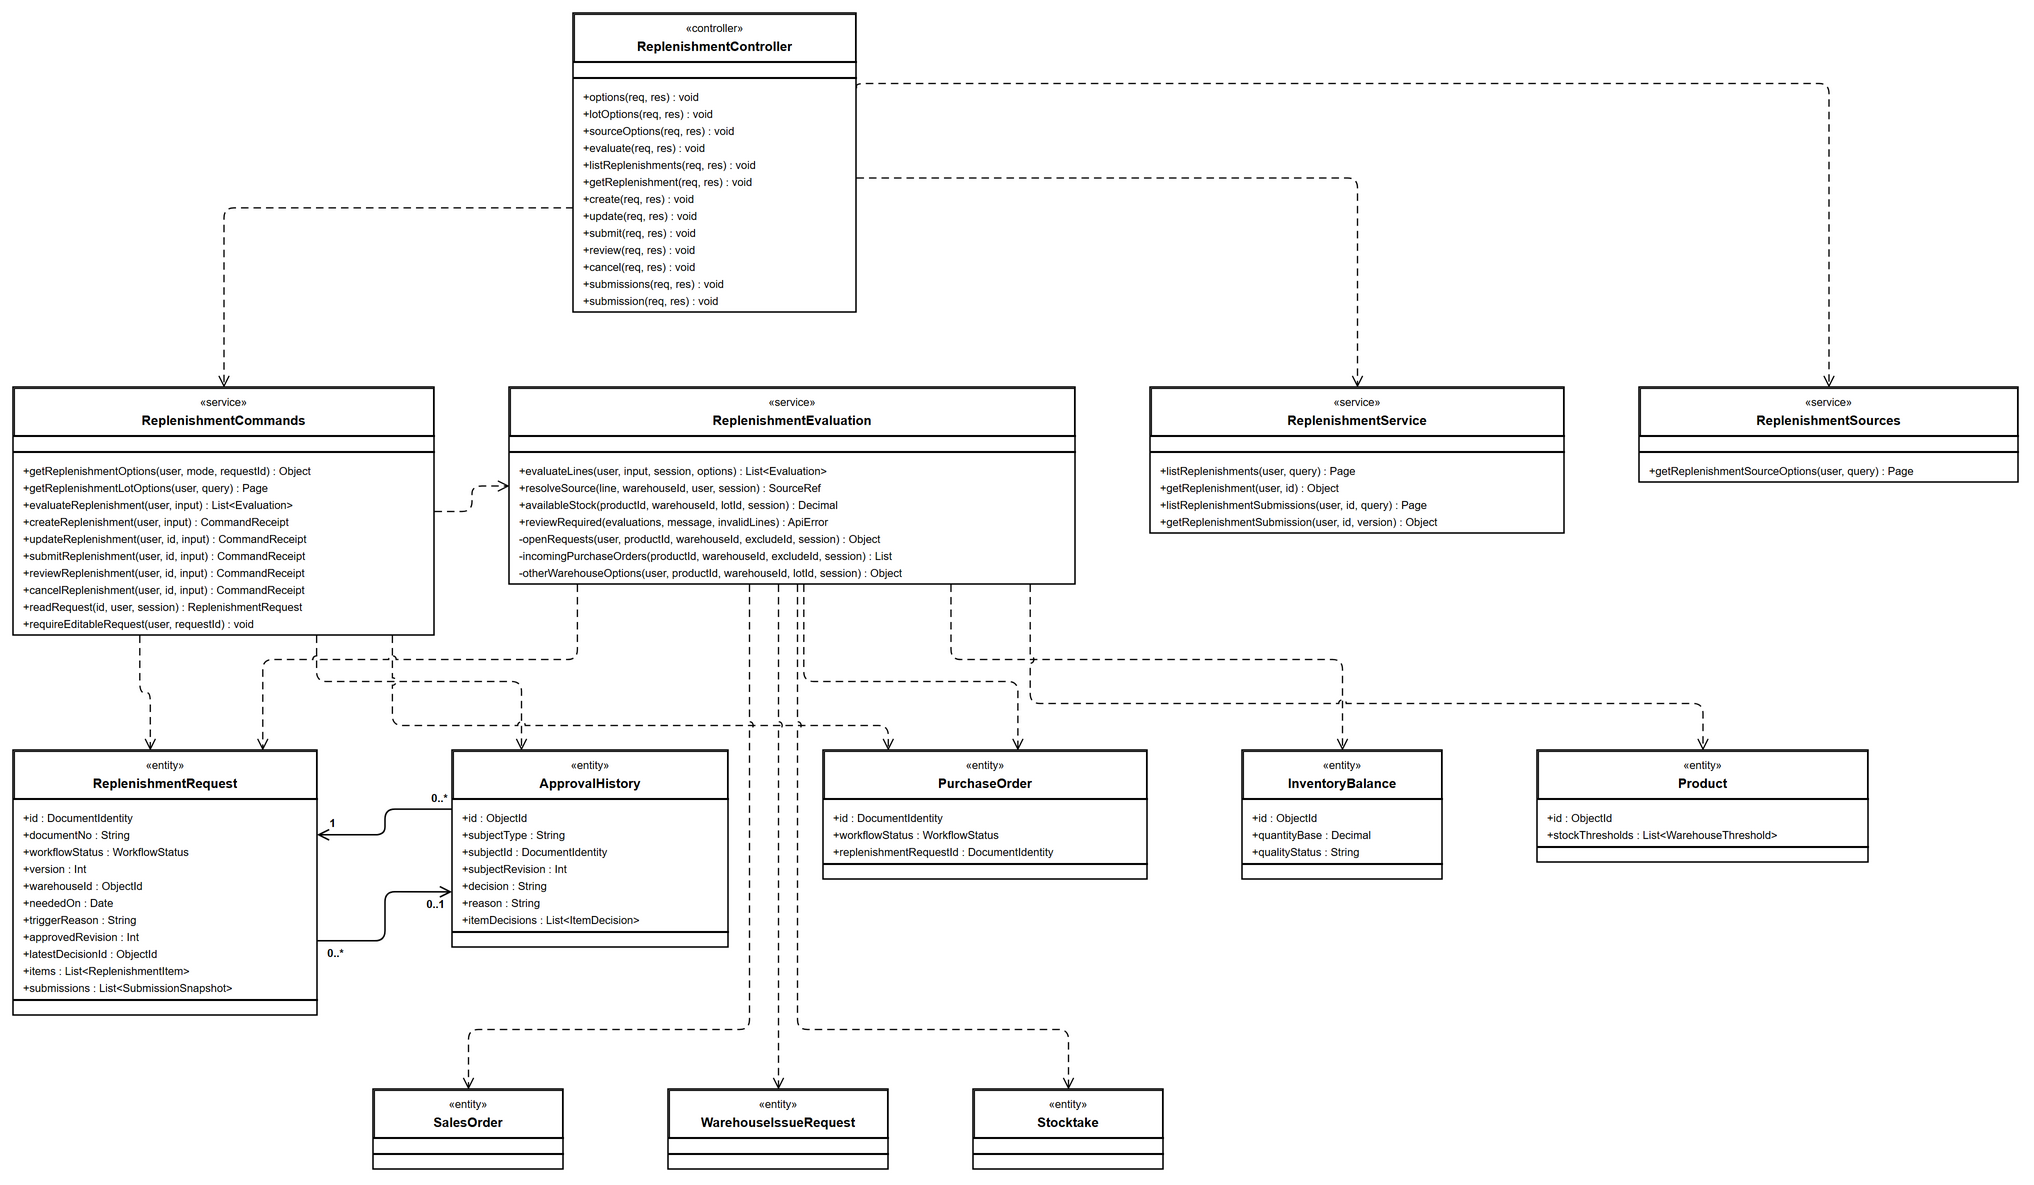 «controller»
ReplenishmentController
+options(req, res) : void
+lotOptions(req, res) : void
+sourceOptions(req, res) : void
+evaluate(req, res) : void
+listReplenishments(req, res) : void
+getReplenishment(req, res) : void
+create(req, res) : void
+update(req, res) : void
+submit(req, res) : void
+review(req, res) : void
+cancel(req, res) : void
+submissions(req, res) : void
+submission(req, res) : void
«service»
ReplenishmentCommands
+getReplenishmentOptions(user, mode, requestId) : Object
+getReplenishmentLotOptions(user, query) : Page
+evaluateReplenishment(user, input) : List<Evaluation>
+createReplenishment(user, input) : CommandReceipt
+updateReplenishment(user, id, input) : CommandReceipt
+submitReplenishment(user, id, input) : CommandReceipt
+reviewReplenishment(user, id, input) : CommandReceipt
+cancelReplenishment(user, id, input) : CommandReceipt
+readRequest(id, user, session) : ReplenishmentRequest
+requireEditableRequest(user, requestId) : void
«service»
ReplenishmentEvaluation
+evaluateLines(user, input, session, options) : List<Evaluation>
+resolveSource(line, warehouseId, user, session) : SourceRef
+availableStock(productId, warehouseId, lotId, session) : Decimal
+reviewRequired(evaluations, message, invalidLines) : ApiError
-openRequests(user, productId, warehouseId, excludeId, session) : Object
-incomingPurchaseOrders(productId, warehouseId, excludeId, session) : List
-otherWarehouseOptions(user, productId, warehouseId, lotId, session) : Object
«service»
ReplenishmentService
+listReplenishments(user, query) : Page
+getReplenishment(user, id) : Object
+listReplenishmentSubmissions(user, id, query) : Page
+getReplenishmentSubmission(user, id, version) : Object
«service»
ReplenishmentSources
+getReplenishmentSourceOptions(user, query) : Page
«entity»
ReplenishmentRequest
+id : DocumentIdentity
+documentNo : String
+workflowStatus : WorkflowStatus
+version : Int
+warehouseId : ObjectId
+neededOn : Date
+triggerReason : String
+approvedRevision : Int
+latestDecisionId : ObjectId
+items : List<ReplenishmentItem>
+submissions : List<SubmissionSnapshot>
0..*
1
0..1
0..*
«entity»
ApprovalHistory
+id : ObjectId
+subjectType : String
+subjectId : DocumentIdentity
+subjectRevision : Int
+decision : String
+reason : String
+itemDecisions : List<ItemDecision>
«entity»
PurchaseOrder
+id : DocumentIdentity
+workflowStatus : WorkflowStatus
+replenishmentRequestId : DocumentIdentity
«entity»
InventoryBalance
+id : ObjectId
+quantityBase : Decimal
+qualityStatus : String
«entity»
Product
+id : ObjectId
+stockThresholds : List<WarehouseThreshold>
«entity»
SalesOrder
«entity»
WarehouseIssueRequest
«entity»
Stocktake